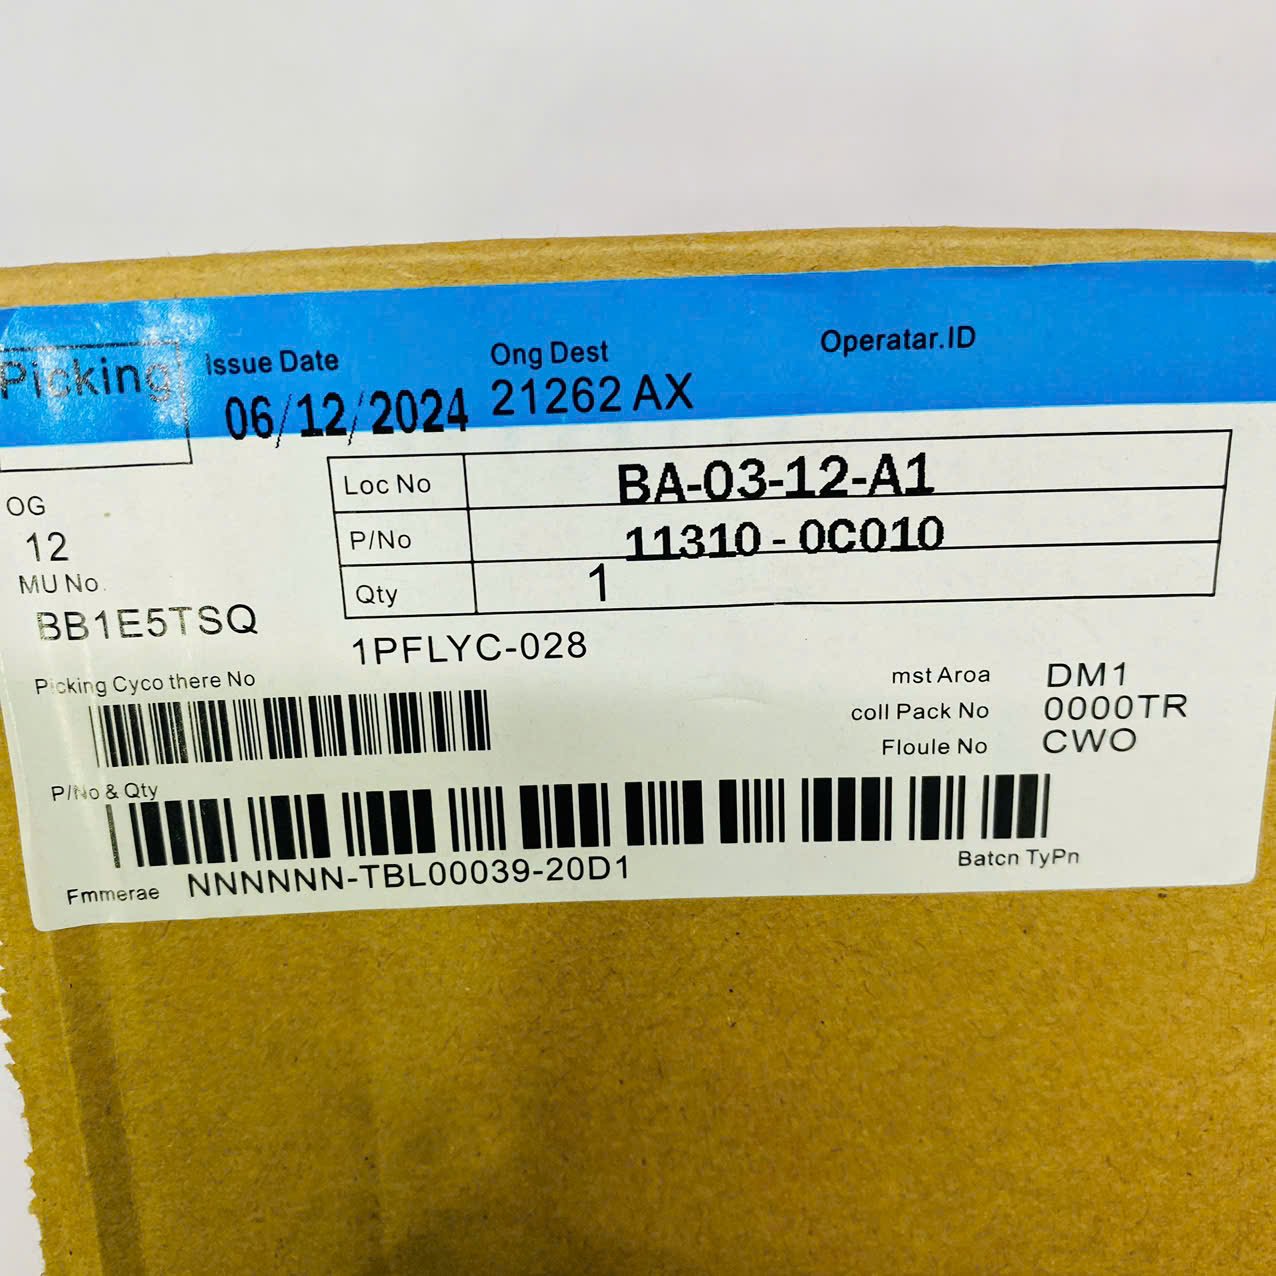 Picking
Issue Date
06/12/2024
Ong Dest
21262 AX
Operatar.ID
OG
12
MU No.
BB1E5TSQ
Loc No BA-03-12-A1
P/No 11310 - 0C010
Qty 1
1PFLYC-028
Picking Cyco there No
mst Aroa DM1
coll Pack No 0000TR
Floule No CWO
P/No & Qty
Fmmerae NNNNNN-TBL00039-20D1
Batcn TyPn